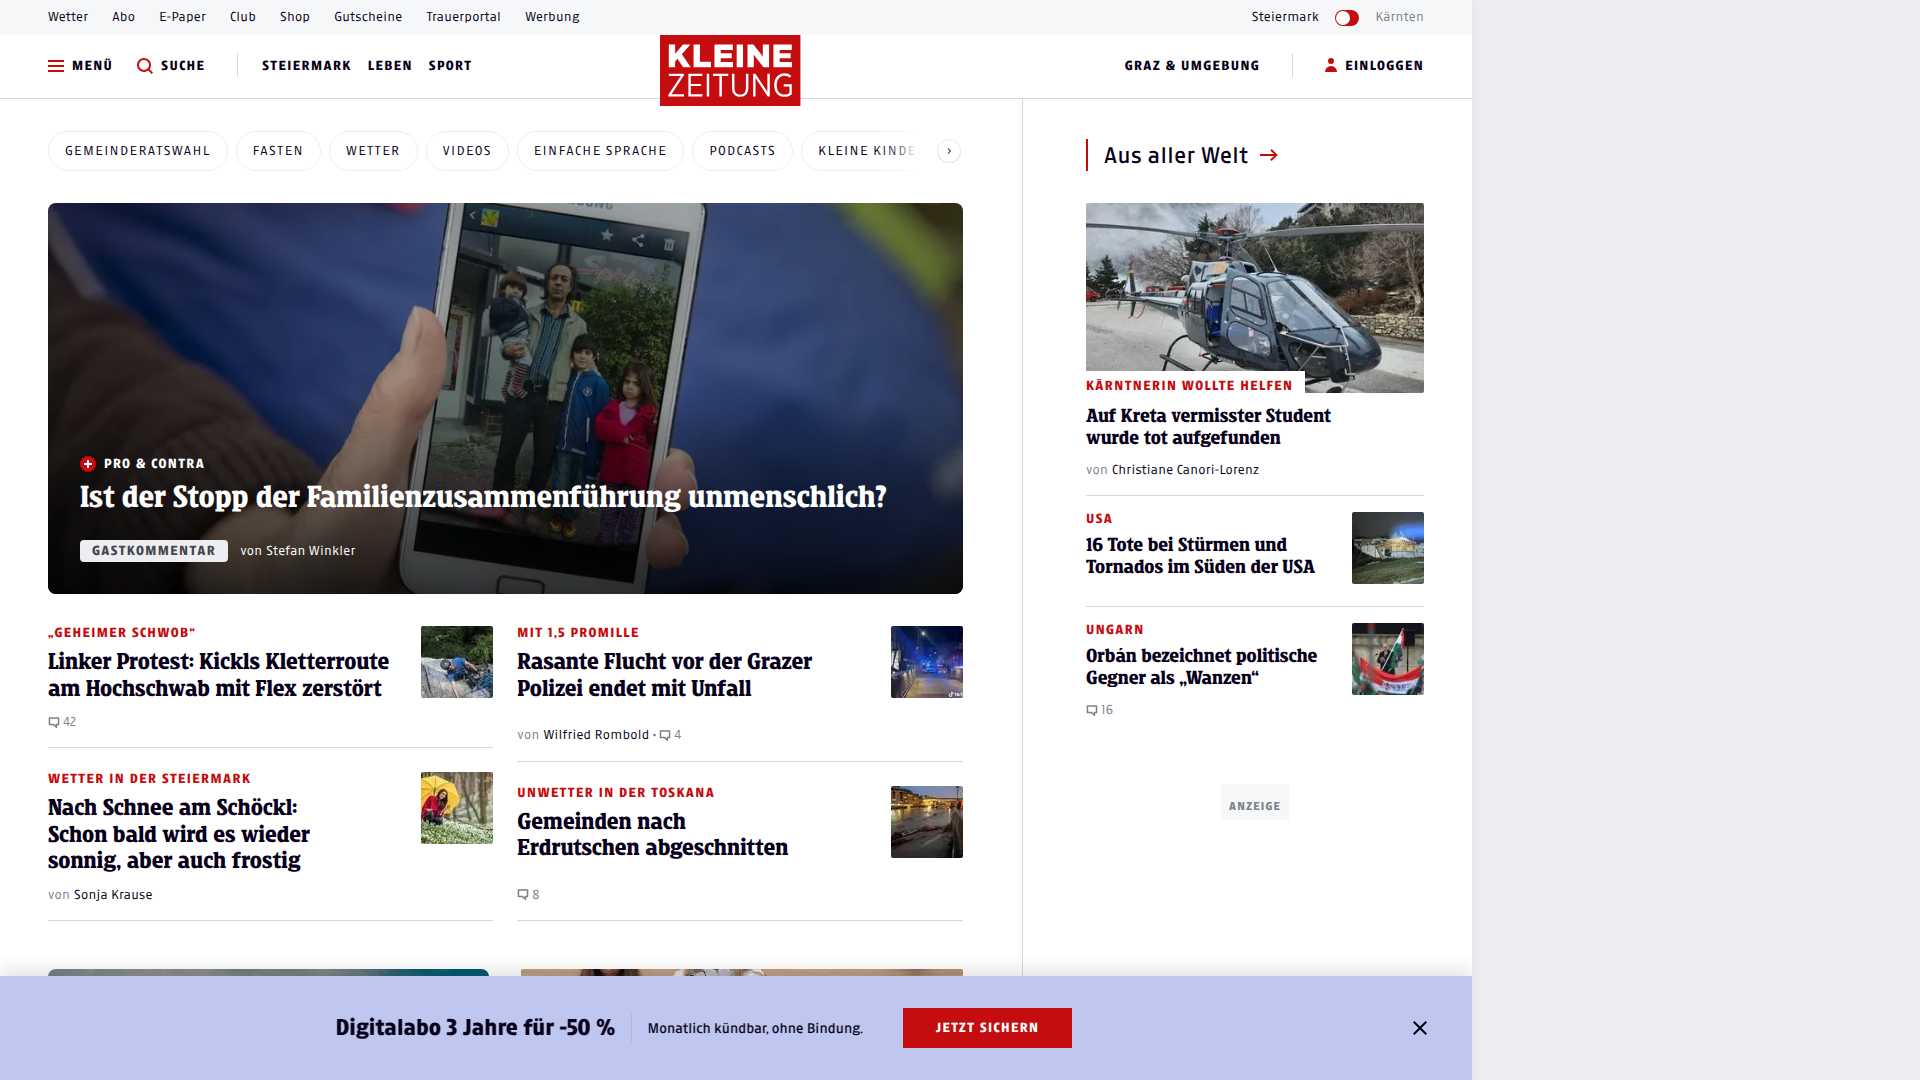 Wetter Abo E-Paper Club Shop Gutscheine Trauerportal Werbung Steiermark Kärnten
MENÜ SUCHE STEIERMARK LEBEN SPORT KLEINE ZEITUNG GRAZ & UMGEBUNG EINLOGGEN
GEMEINDERATSWAHL FASTEN WETTER VIDEOS EINFACHE SPRACHE PODCASTS KLEINE KINDE
PRO & CONTRA
Ist der Stopp der Familienzusammenführung unmenschlich?
GASTKOMMENTAR von Stefan Winkler
„GEHEIMER SCHWOB“
Linker Protest: Kickls Kletterroute
am Hochschwab mit Flex zerstört
42
MIT 1,5 PROMILLE
Rasante Flucht vor der Grazer
Polizei endet mit Unfall
von Wilfried Rombold · 4
WETTER IN DER STEIERMARK
Nach Schnee am Schöckl:
Schon bald wird es wieder
sonnig, aber auch frostig
von Sonja Krause
UNWETTER IN DER TOSKANA
Gemeinden nach
Erdrutschen abgeschnitten
8
Aus aller Welt
KÄRNTNERIN WOLLTE HELFEN
Auf Kreta vermisster Student
wurde tot aufgefunden
von Christiane Canori-Lorenz
USA
16 Tote bei Stürmen und
Tornados im Süden der USA
UNGARN
Orbán bezeichnet politische
Gegner als „Wanzen“
16
ANZEIGE
Digitalabo 3 Jahre für -50 % Monatlich kündbar, ohne Bindung. JETZT SICHERN